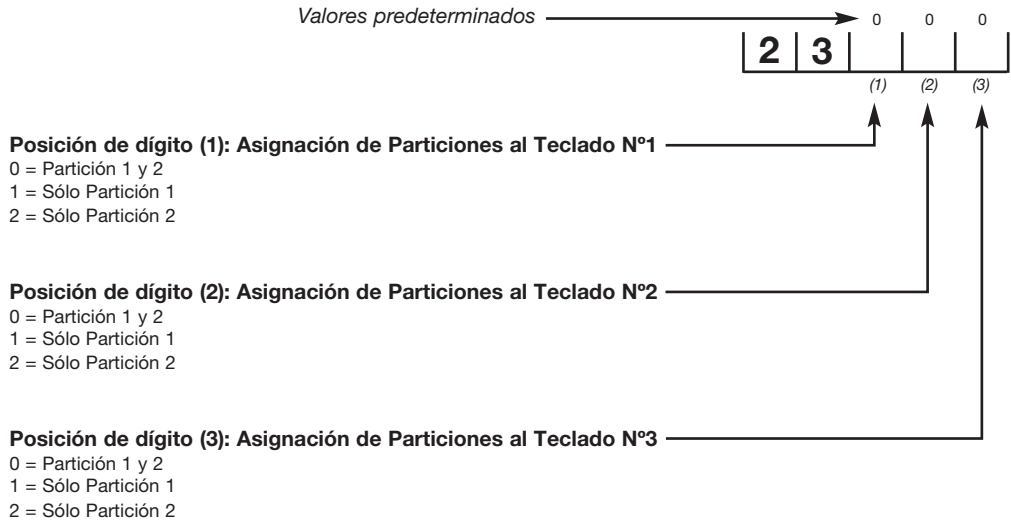 Valores predeterminados 0 0 0
2 3
(1) (2) (3)
Posición de dígito (1): Asignación de Particiones al Teclado Nº1
0 = Partición 1 y 2
1 = Sólo Partición 1
2 = Sólo Partición 2
Posición de dígito (2): Asignación de Particiones al Teclado Nº2
0 = Partición 1 y 2
1 = Sólo Partición 1
2 = Sólo Partición 2
Posición de dígito (3): Asignación de Particiones al Teclado Nº3
0 = Partición 1 y 2
1 = Sólo Partición 1
2 = Sólo Partición 2